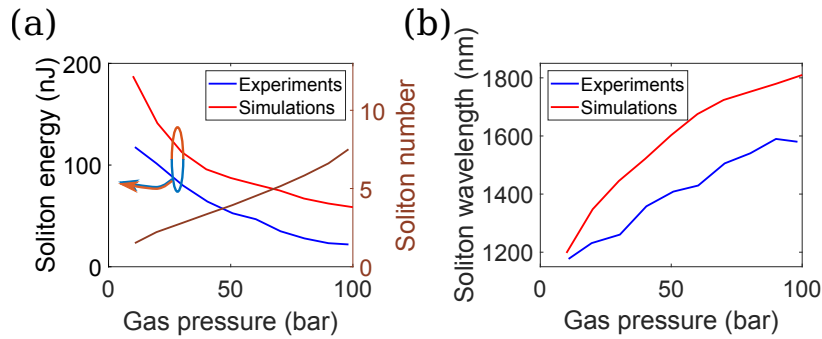 (a)
Soliton energy (nJ)
200
100
0
Experiments
Simulations
10
5
0
Soliton number
0
50
100
Gas pressure (bar)
(b)
Soliton wavelength (nm)
1800
1600
1400
1200
Experiments
Simulations
0
50
100
Gas pressure (bar)